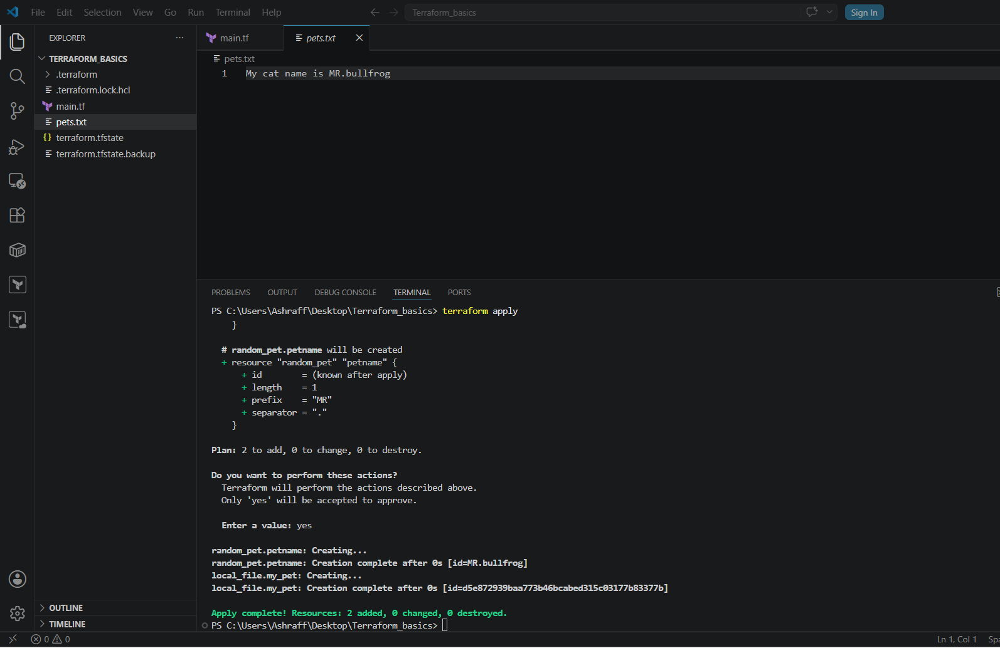 File Edit Selection View Go Run Terminal Help
Terraform_basics
Sign In
EXPLORER
TERRAFORM_BASICS
.terraform
.terraform.lock.hcl
main.tf
pets.txt
terraform.tfstate
terraform.tfstate.backup
OUTLINE
TIMELINE
main.tf
pets.txt
pets.txt
1 My cat name is MR.bullfrog
PROBLEMS OUTPUT DEBUG CONSOLE TERMINAL PORTS
PS C:\Users\Ashraff\Desktop\Terraform_basics> terraform apply
}
# random_pet.petname will be created
+ resource "random_pet" "petname" {
+ id = (known after apply)
+ length = 1
+ prefix = "MR"
+ separator = "."
}
Plan: 2 to add, 0 to change, 0 to destroy.
Do you want to perform these actions?
Terraform will perform the actions described above.
Only 'yes' will be accepted to approve.
Enter a value: yes
random_pet.petname: Creating...
random_pet.petname: Creation complete after 0s [id=MR.bullfrog]
local_file.my_pet: Creating...
local_file.my_pet: Creation complete after 0s [id=d5e872939baa773b46bcabed315c03177b83377b]
Apply complete! Resources: 2 added, 0 changed, 0 destroyed.
PS C:\Users\Ashraff\Desktop\Terraform_basics>
0 0
Ln 1, Col 1